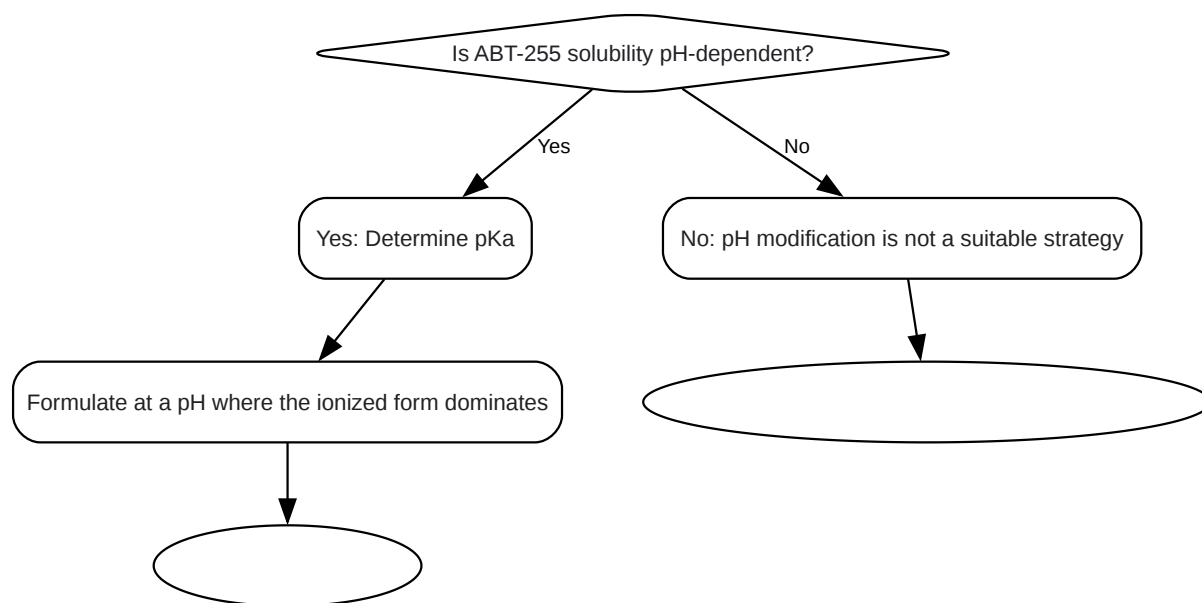 Is ABT-255 solubility pH-dependent?
Yes
No
Yes: Determine pKa
No: pH modification is not a suitable strategy
Formulate at a pH where the ionized form dominates